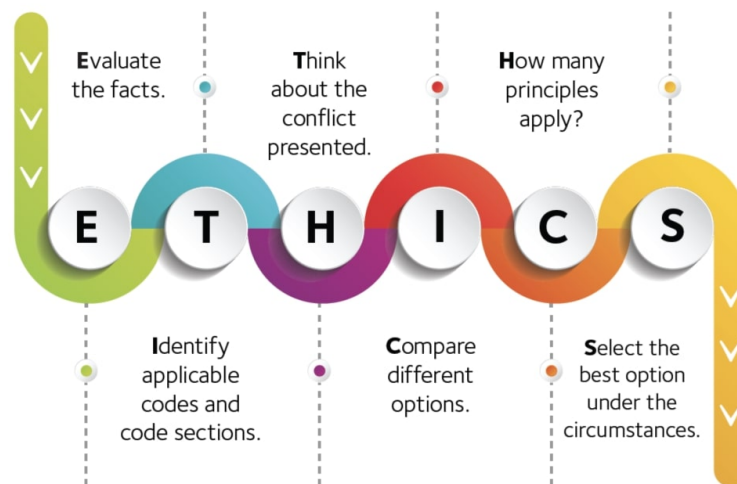 Evaluate
the facts.
Think
about the
conflict
presented.
How many
principles
apply?
E T H I C S
Identify
applicable
codes and
code sections.
Compare
different
options.
Select the
best option
under the
circumstances.